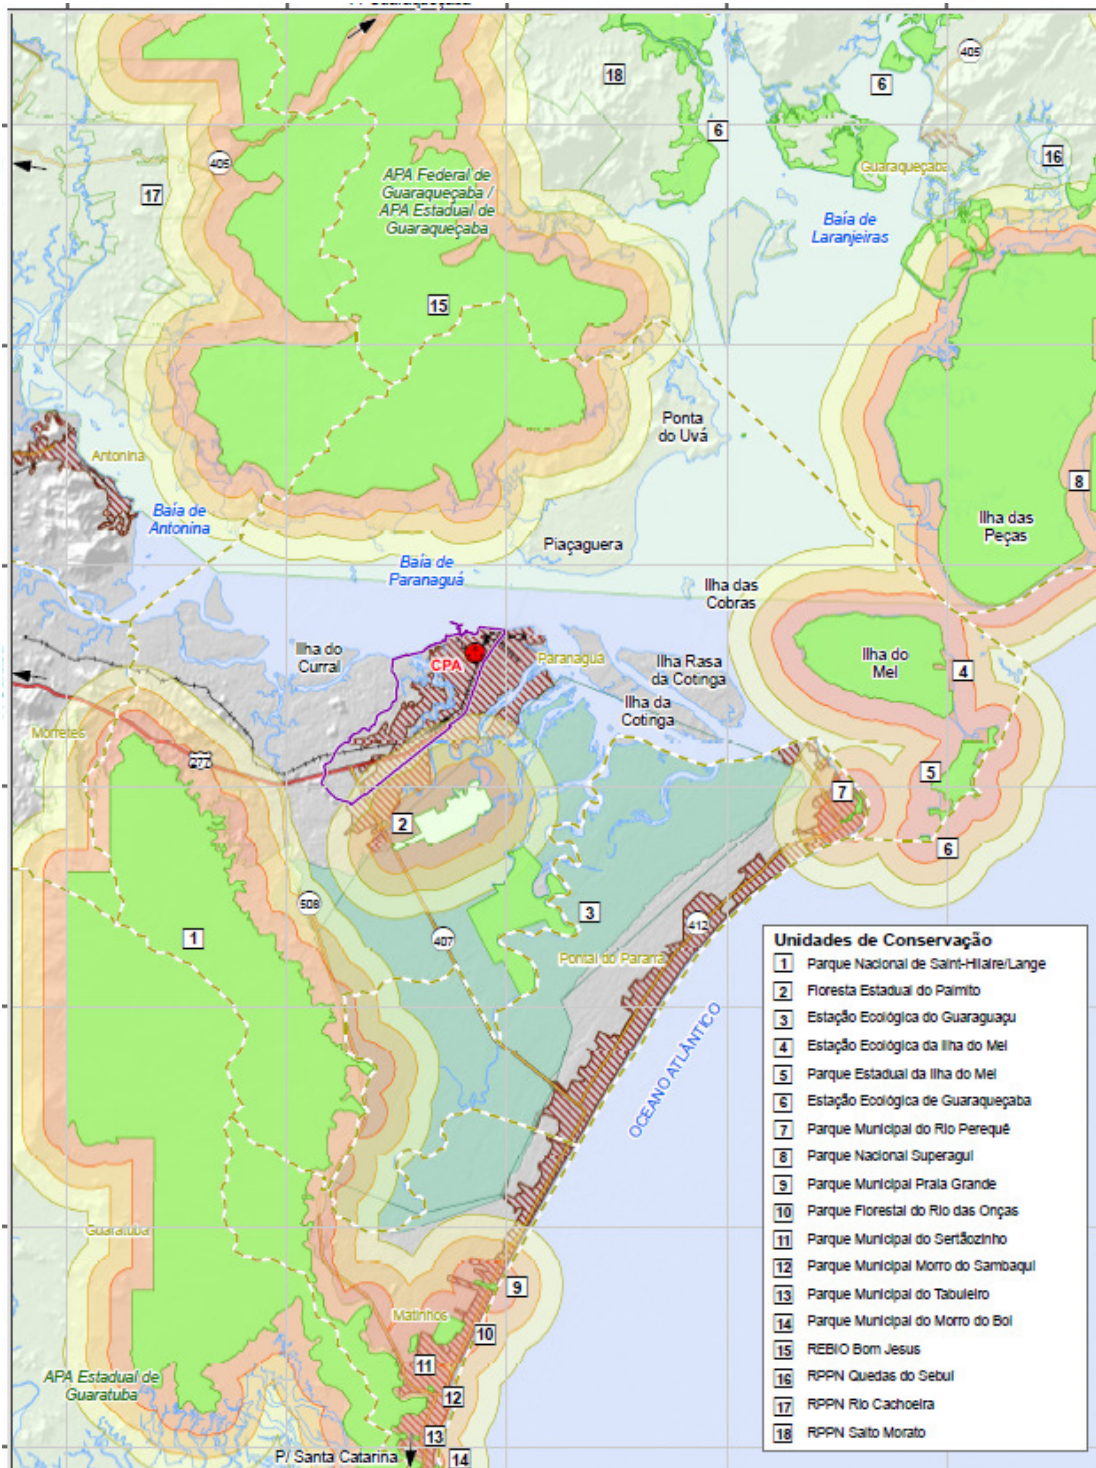 405
18
6
6
16
Guaraqueçaba
405
17
APA Federal de
Guaraqueçaba /
APA Estadual de
Guaraqueçaba
Baía de
Laranjeiras
15
Ponta
do Uvá
Antonina
8
Baía de
Antonina
Ilha das
Peças
Piaçaguera
Baía de
Paranaguá
Ilha das
Cobras
Ilha do
Curral
CPA
Paranaguá
Ilha Rasa
da Cotinga
Ilha do
Mel
4
Ilha da
Cotinga
Morretes
277
5
7
2
6
508
3
412
1
407
Pontal do Paraná
OCEANO ATLÂNTICO
Guaratuba
9
Matinhos
10
11
APA Estadual de
Guaratuba
12
13
P/ Santa Catarina
14
Unidades de Conservação
1 Parque Nacional de Saint-Hilaire/Lange
2 Floresta Estadual do Palmito
3 Estação Ecológica do Guaraguaçu
4 Estação Ecológica da Ilha do Mel
5 Parque Estadual da Ilha do Mel
6 Estação Ecológica de Guaraqueçaba
7 Parque Municipal do Rio Perequê
8 Parque Nacional Superagui
9 Parque Municipal Praia Grande
10 Parque Florestal do Rio das Onças
11 Parque Municipal do Sertãozinho
12 Parque Municipal Morro do Sambaqui
13 Parque Municipal do Tabuleiro
14 Parque Municipal do Morro do Boi
15 REBIO Bom Jesus
16 RPPN Quedas do Sebui
17 RPPN Rio Cachoeira
18 RPPN Salto Morato